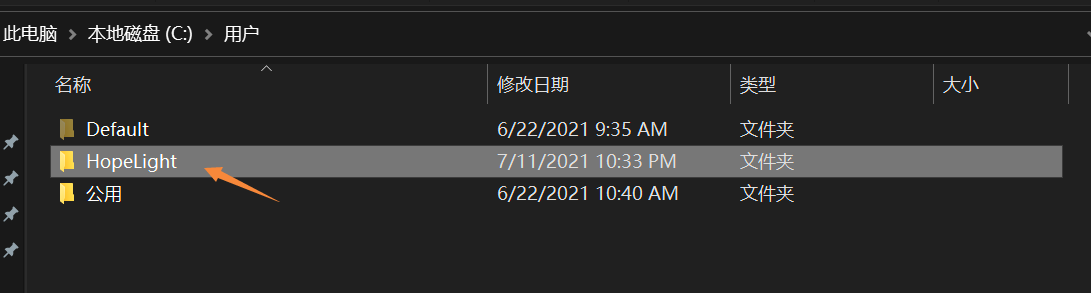 此电脑 > 本地磁盘 (C:) > 用户
名称 修改日期 类型 大小
Default 6/22/2021 9:35 AM 文件夹
HopeLight 7/11/2021 10:33 PM 文件夹
公用 6/22/2021 10:40 AM 文件夹